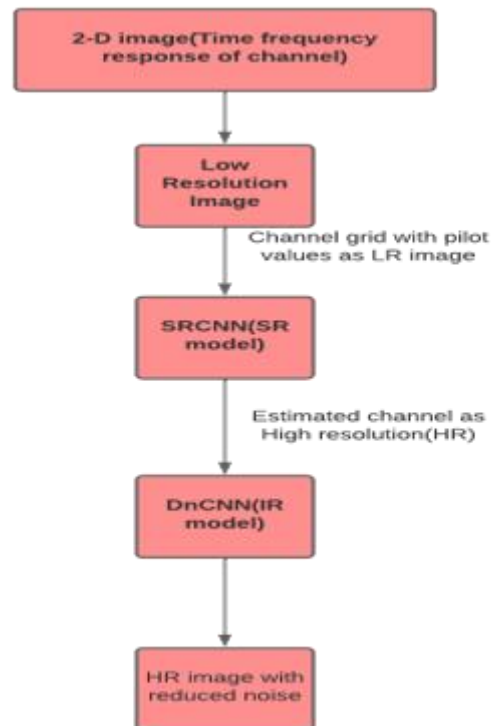 2-D image(Time frequency
response of channel)
Low
Resolution
Image
Channel grid with pilot
values as LR image
SRCNN(SR
model)
Estimated channel as
High resolution(HR)
DnCNN(IR
model)
HR image with
reduced noise